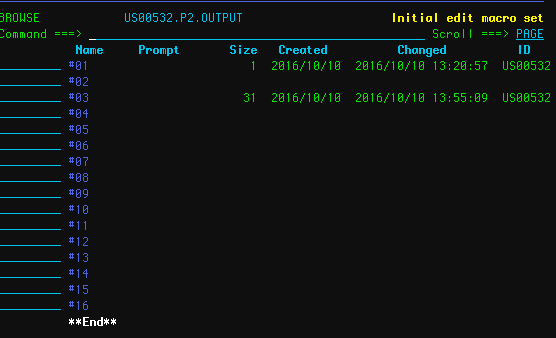 BROWSE US00532.P2.OUTPUT Initial edit macro set
Command ===> Scroll ===> PAGE
Name Prompt Size Created Changed ID
#01 1 2016/10/10 2016/10/10 13:20:57 US00532
#02
#03 31 2016/10/10 2016/10/10 13:55:09 US00532
#04
#05
#06
#07
#08
#09
#10
#11
#12
#13
#14
#15
#16
**End**